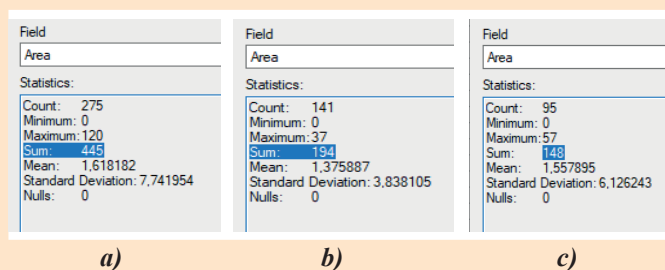 Field
Area
Statistics:
Count: 275
Minimum: 0
Maximum: 120
Sum: 445
Mean: 1,618182
Standard Deviation: 7,741954
Nulls: 0
a)
Field
Area
Statistics:
Count: 141
Minimum: 0
Maximum: 37
Sum: 194
Mean: 1,375887
Standard Deviation: 3,838105
Nulls: 0
b)
Field
Area
Statistics:
Count: 95
Minimum: 0
Maximum: 57
Sum: 148
Mean: 1,557895
Standard Deviation: 6,126243
Nulls: 0
c)